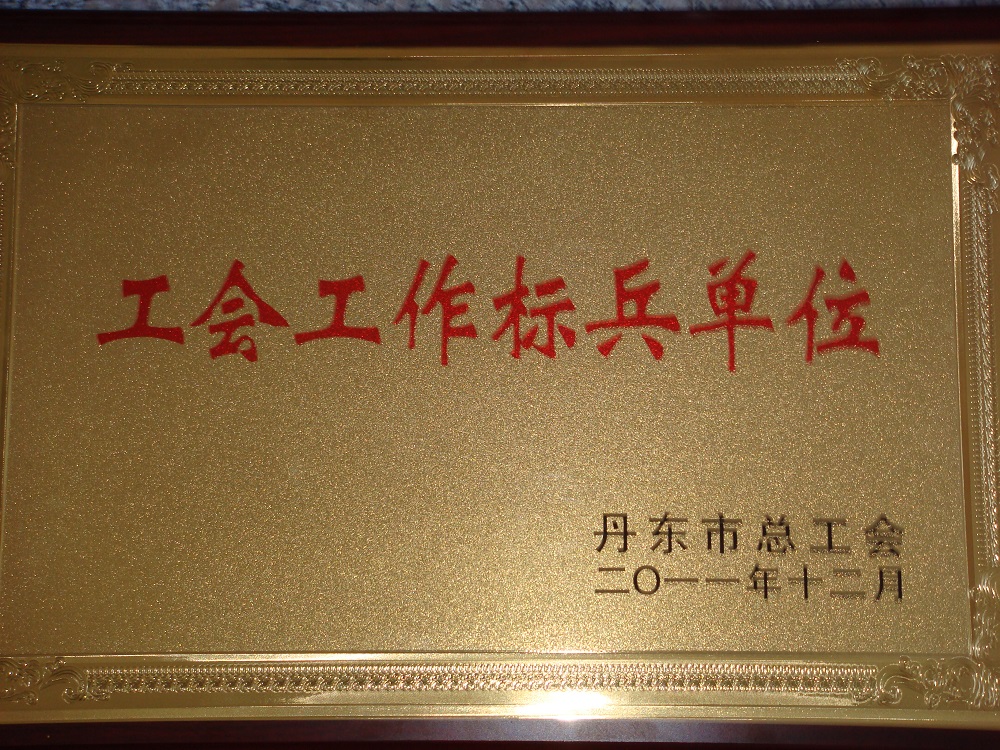 工会工作标兵单位
丹东市总工会
二〇一一年十二月